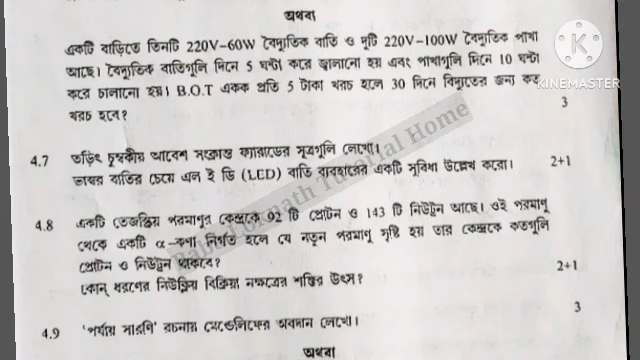 অথবা
একটি বাড়িতে তিনটি 220V-60W বৈদ্যুতিক বাতি ও দুটি 220V-100W বৈদ্যুতিক পাখা
আছে। বৈদ্যুতিক বাতিগুলি দিনে 5 ঘণ্টা করে জ্বালানো হয় এবং পাখাগুলি দিনে 10 ঘন্টা
করে চালানো হয়। B.O.T একক প্রতি 5 টাকা খরচ হলে 30 দিনে বিদ্যুতের জন্য কত
খরচ হবে? 3
4.7 তড়িৎ চুম্বকীয় আবেশ সংক্রান্ত ফ্যারাডের সূত্রগুলি লেখো।
ভাস্বর বাতির চেয়ে এল ই ডি (LED) বাতি ব্যবহারের একটি সুবিধা উল্লেখ করো। 2+1
4.8 একটি তেজস্ক্রিয় পরমাণুর কেন্দ্রকে 92 টি প্রোটন ও 143 টি নিউট্রন আছে। ওই পরমাণু
থেকে একটি α-কণা নির্গত হলে যে নতুন পরমাণু সৃষ্টি হয় তার কেন্দ্রকে কতগুলি
প্রোটন ও নিউট্রন থাকবে?
কোন্ ধরণের নিউক্লিয় বিক্রিয়া নক্ষত্রের শক্তির উৎস? 2+1
4.9 'পর্যায় সারণি' রচনায় মেন্ডেলিফের অবদান লেখো। 3
অথবা
KINEMASTER
Tutorial Home